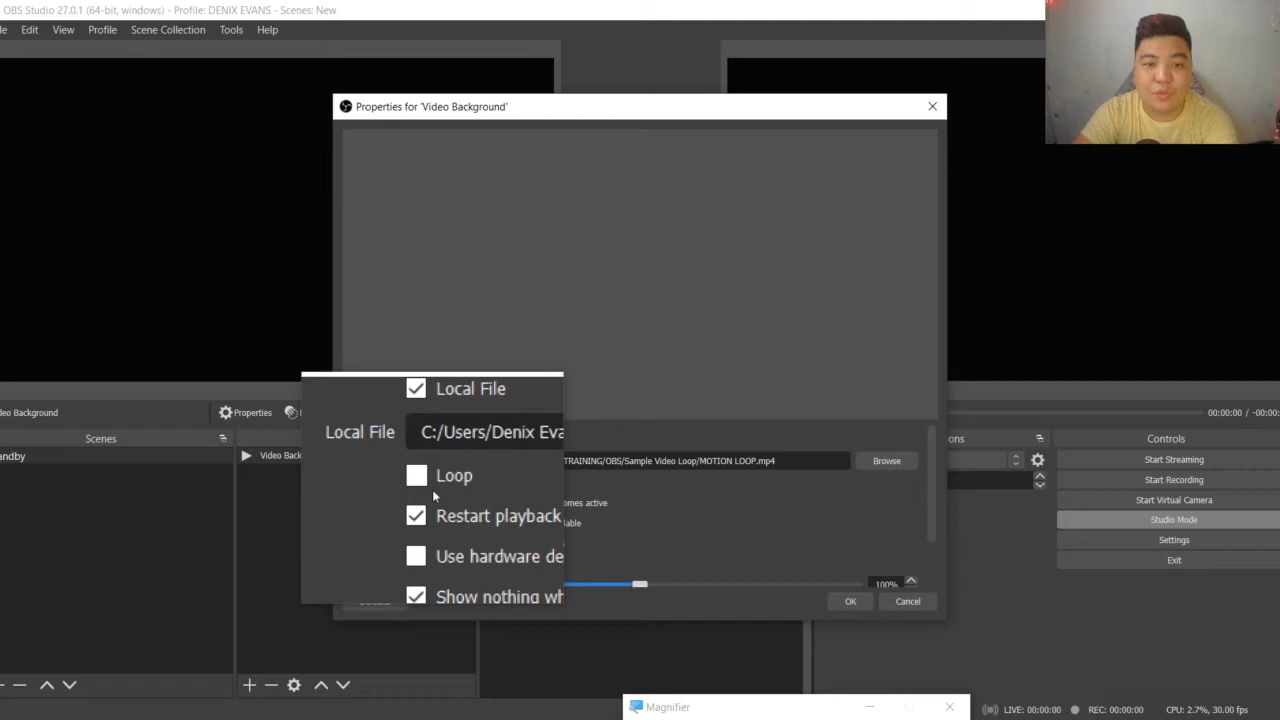 OBS Studio 27.0.1 (64-bit, windows) - Profile: DENIX EVANS - Scenes: New
Edit View Profile Scene Collection Tools Help
Properties for 'Video Background'
Local File
Local File C:/Users/Denix Eva
TRAINING/OBS/Sample Video Loop/MOTION LOOP.mp4 Browse
Loop
omes active
Restart playback
lable
Use hardware de
Show nothing wh
100%
OK Cancel
eo Background Properties
00:00:00 / -00:00:
Scenes
ons
Controls
andby
Video Back
Start Streaming
Start Recording
Start Virtual Camera
Studio Mode
Settings
Exit
Magnifier
LIVE: 00:00:00 REC: 00:00:00 CPU: 2.7%, 30.00 fps